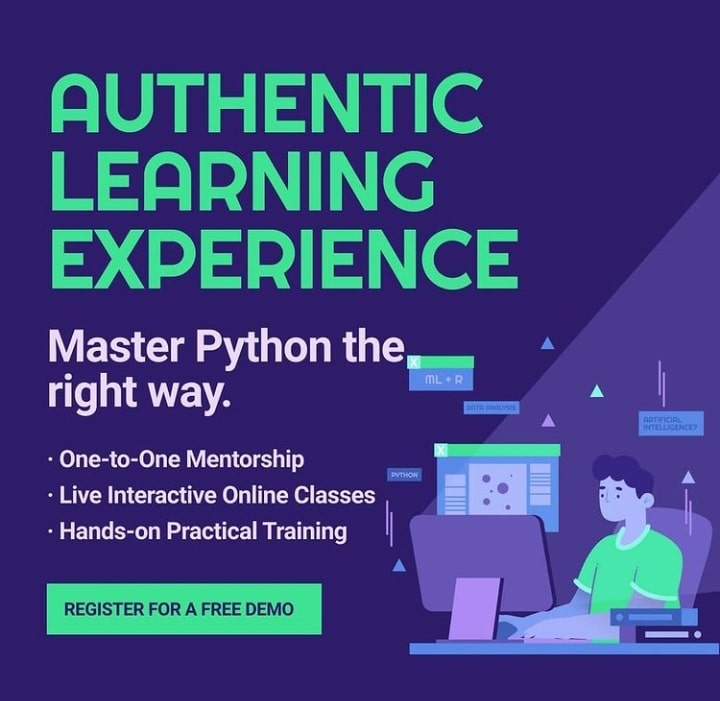 AUTHENTIC
LEARNING
EXPERIENCE
Master Python the
right way.
· One-to-One Mentorship
· Live Interactive Online Classes
· Hands-on Practical Training
REGISTER FOR A FREE DEMO
X
ML + R
DATA ANALYSIS
ARTIFICIAL
INTELLIGENCE?
X
PYTHON